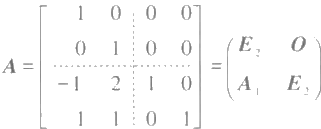 A = [ 1 0 0 0
0 1 0 0
-1 2 1 0
1 1 0 1 ] = ( E₂ O
A₁ E₂ )